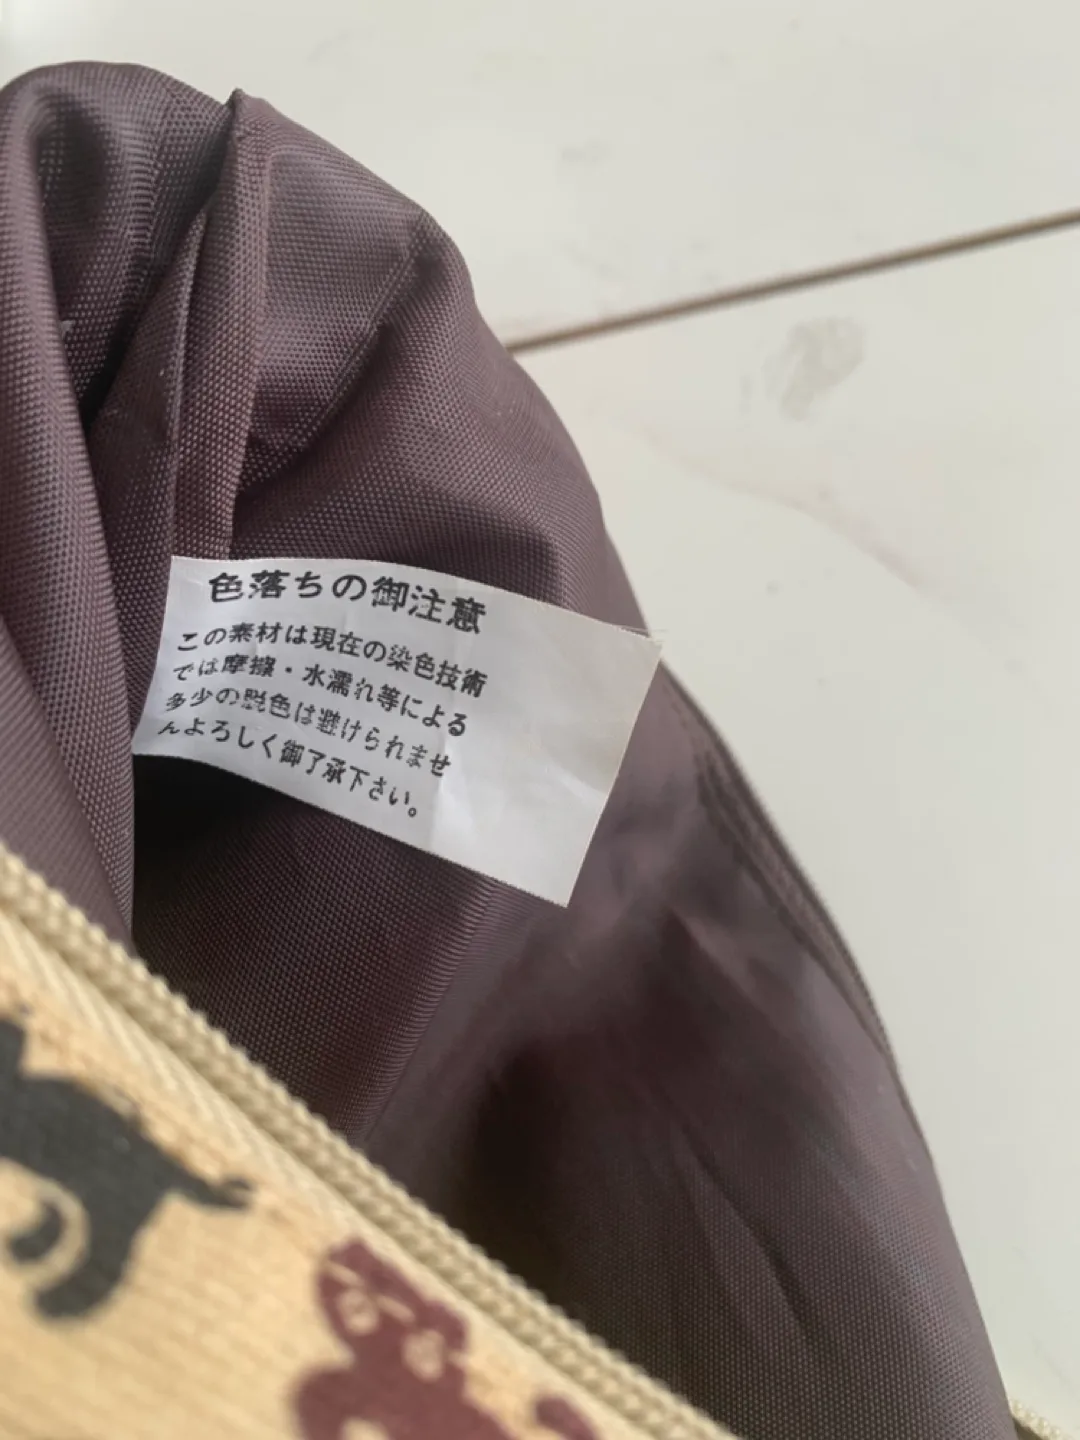 色落ちの御注意
この素材は現在の染色技術
では摩擦・水濡れ等による
多少の脱色は避けられませ
んよろしく御了承下さい。